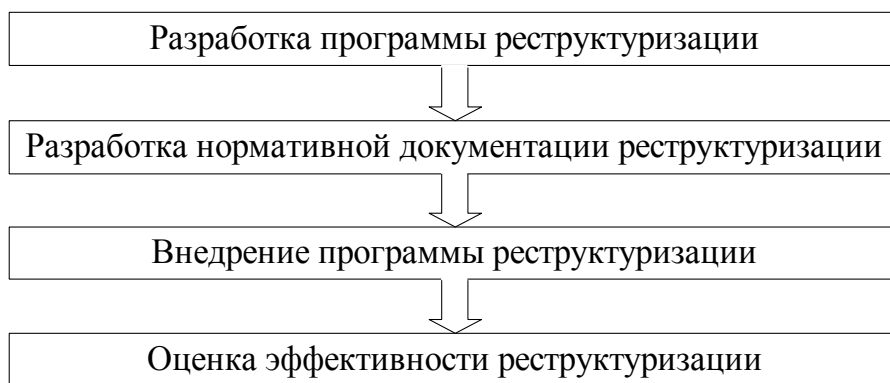 Разработка программы реструктуризации
Разработка нормативной документации реструктуризации
Внедрение программы реструктуризации
Оценка эффективности реструктуризации